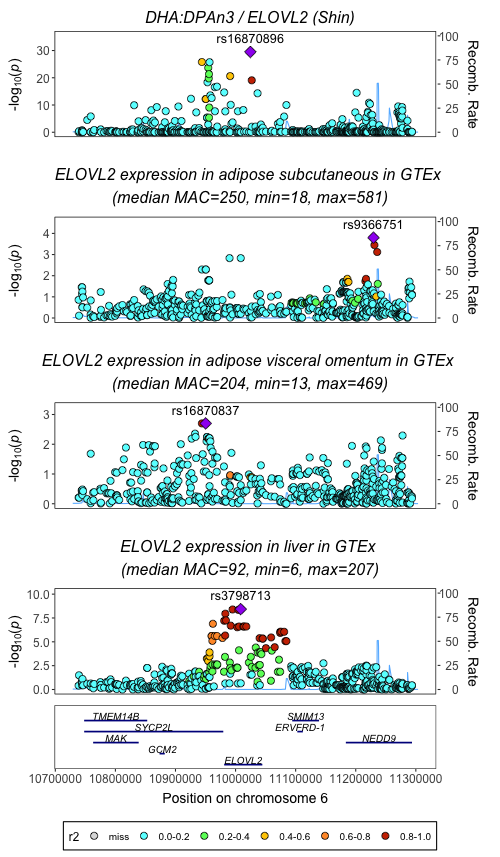 DHA:DPAn3 / ELOVL2 (Shin)
rs16870896
-log10(p)
0
10
20
30
0
25
50
75
100
Recomb. Rate
ELOVL2 expression in adipose subcutaneous in GTEx
(median MAC=250, min=18, max=581)
rs9366751
-log10(p)
0
1
2
3
4
0
25
50
75
100
Recomb. Rate
ELOVL2 expression in adipose visceral omentum in GTEx
(median MAC=204, min=13, max=469)
rs16870837
-log10(p)
0
1
2
3
0
25
50
75
100
Recomb. Rate
ELOVL2 expression in liver in GTEx
(median MAC=92, min=6, max=207)
rs3798713
-log10(p)
0.0
2.5
5.0
7.5
10.0
0
25
50
75
100
Recomb. Rate
TMEM14B SMIM13
SYCP2L ERVERD-1
MAK NEDD9
GCM2
ELOVL2
10700000 10800000 10900000 11000000 11100000 11200000 11300000
Position on chromosome 6
r2 miss 0.0-0.2 0.2-0.4 0.4-0.6 0.6-0.8 0.8-1.0